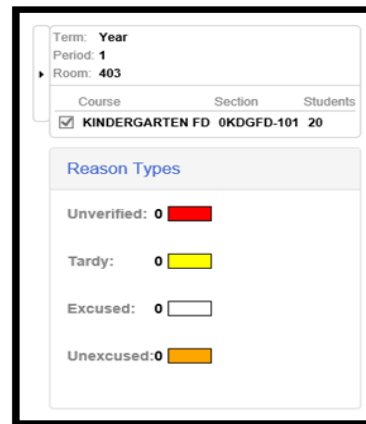 Term: Year
Period: 1
Room: 403
Course Section Students
KINDERGARTEN FD 0KDGFD-101 20
Reason Types
Unverified: 0
Tardy: 0
Excused: 0
Unexcused:0